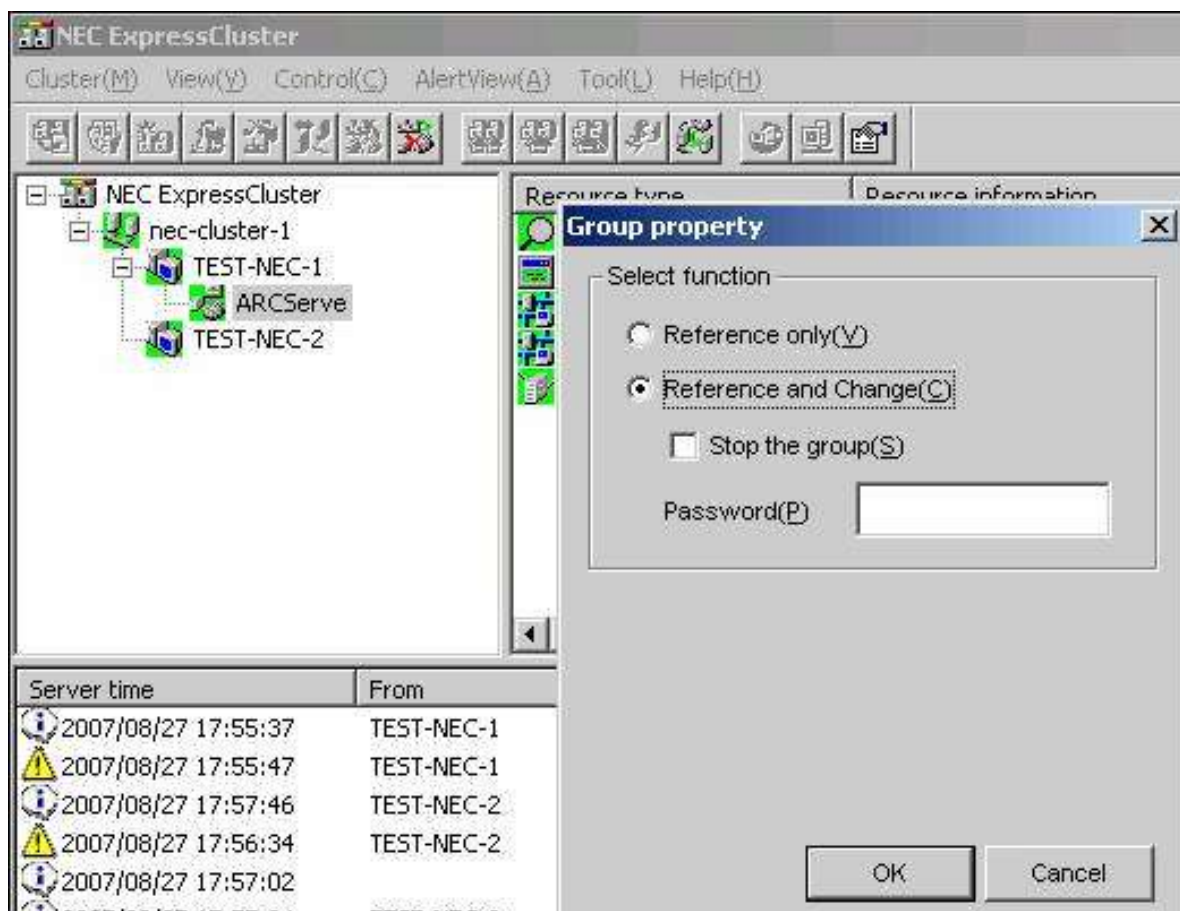 NEC ExpressCluster
Cluster(M) View(Y) Control(C) AlertView(A) Tool(L) Help(H)
NEC ExpressCluster
nec-cluster-1
TEST-NEC-1
ARCServe
TEST-NEC-2
Resource type Resource information
Group property
Select function
Reference only(V)
Reference and Change(C)
Stop the group(S)
Password(P)
OK Cancel
Server time From
2007/08/27 17:55:37 TEST-NEC-1
2007/08/27 17:55:47 TEST-NEC-1
2007/08/27 17:57:46 TEST-NEC-2
2007/08/27 17:56:34 TEST-NEC-2
2007/08/27 17:57:02